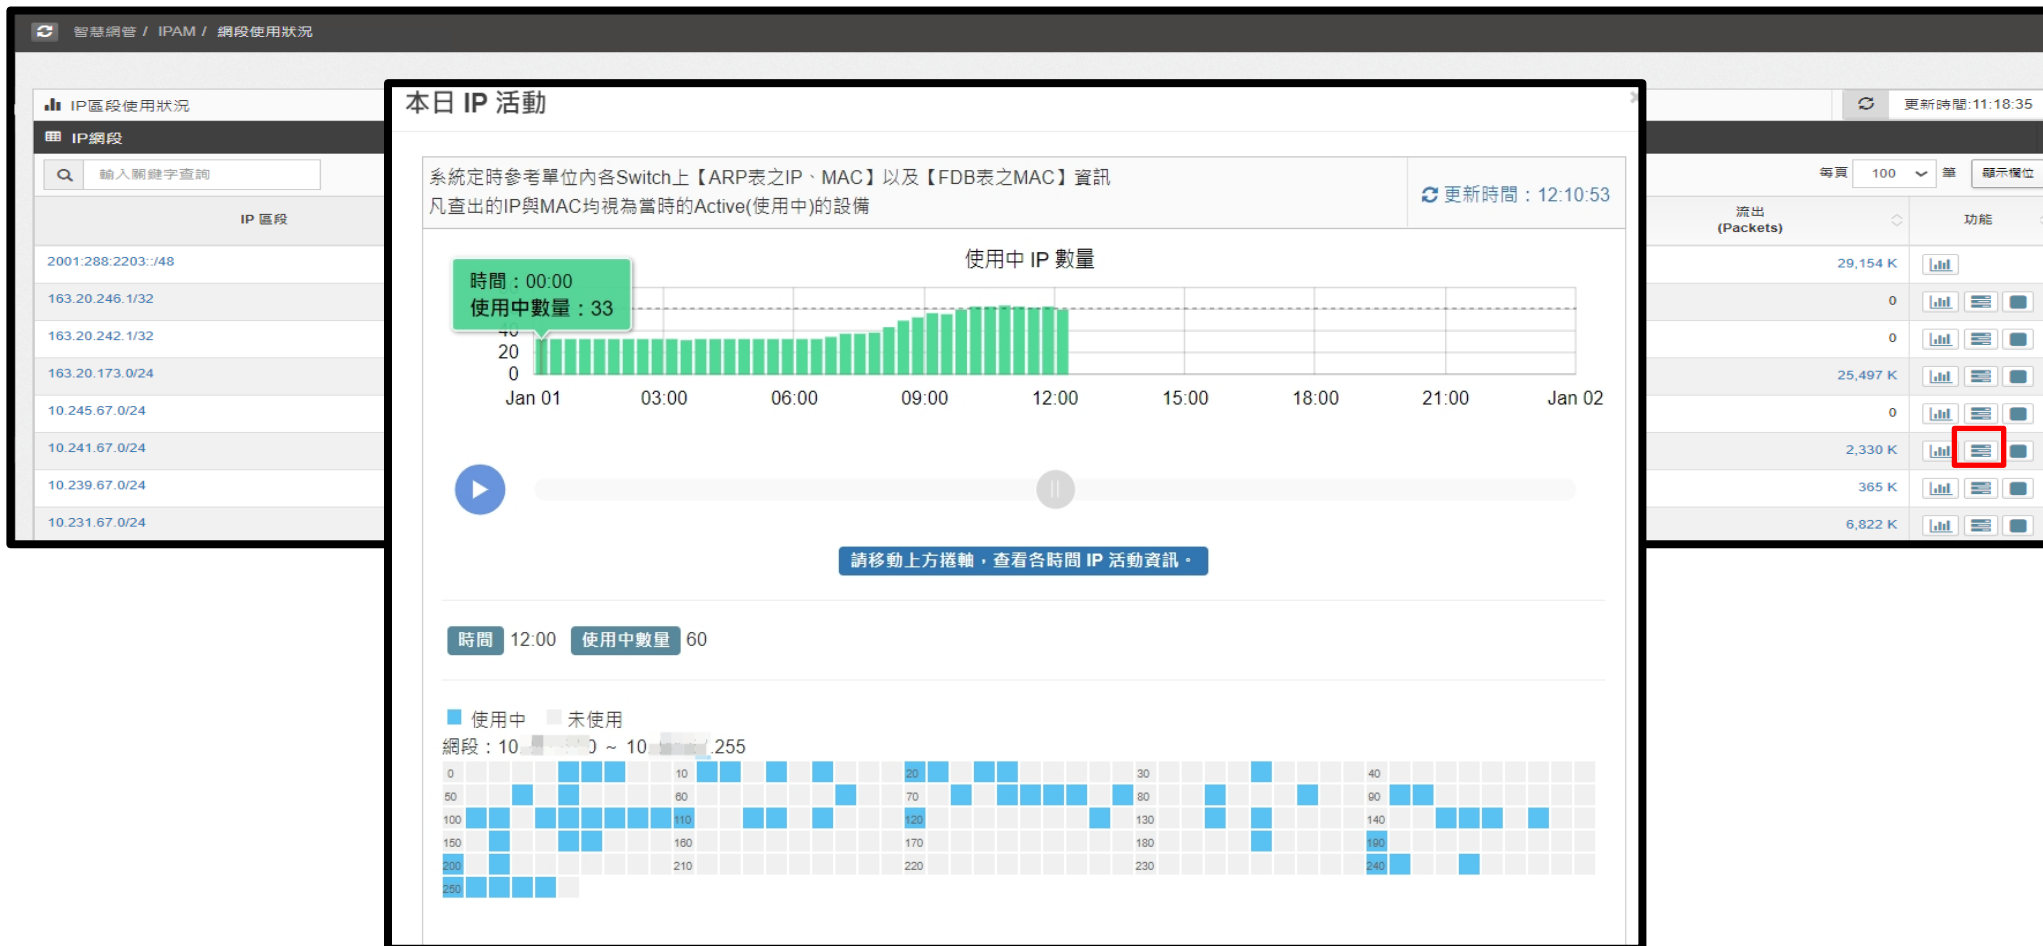 智慧網管 / IPAM / 網段使用狀況
IP區段使用狀況
更新時間:11:18:35
IP網段
輸入關鍵字查詢
每頁 100 筆 顯示欄位
IP 區段
流出
(Packets)
功能
2001:288:2203::/48
29,154 K
163.20.246.1/32
0
163.20.242.1/32
0
163.20.173.0/24
25,497 K
10.245.67.0/24
0
10.241.67.0/24
2,330 K
10.239.67.0/24
365 K
10.231.67.0/24
6,822 K
本日 IP 活動
系統定時參考單位內各Switch上【ARP表之IP、MAC】以及【FDB表之MAC】資訊
凡查出的IP與MAC均視為當時的Active(使用中)的設備
更新時間：12:10:53
使用中 IP 數量
時間：00:00
使用中數量：33
40
20
0
Jan 01 03:00 06:00 09:00 12:00 15:00 18:00 21:00 Jan 02
請移動上方捲軸，查看各時間 IP 活動資訊。
時間 12:00 使用中數量 60
使用中 未使用
網段：10. 0 ~ 10. .255
0 10 20 30 40
50 60 70 80 90
100 110 120 130 140
150 160 170 180 190
200 210 220 230 240
250